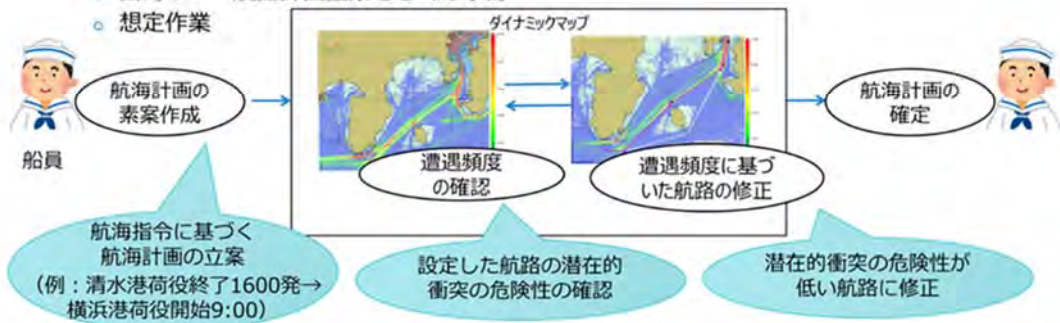 想定作業
ダイナミックマップ
航海計画の
素案作成
船員
遭遇頻度
の確認
遭遇頻度に基づ
いた航路の修正
航海計画の
確定
航海指令に基づく
航海計画の立案
（例：清水港荷役終了1600発→
横浜港荷役開始9:00）
設定した航路の潜在的
衝突の危険性の確認
潜在的衝突の危険性が
低い航路に修正